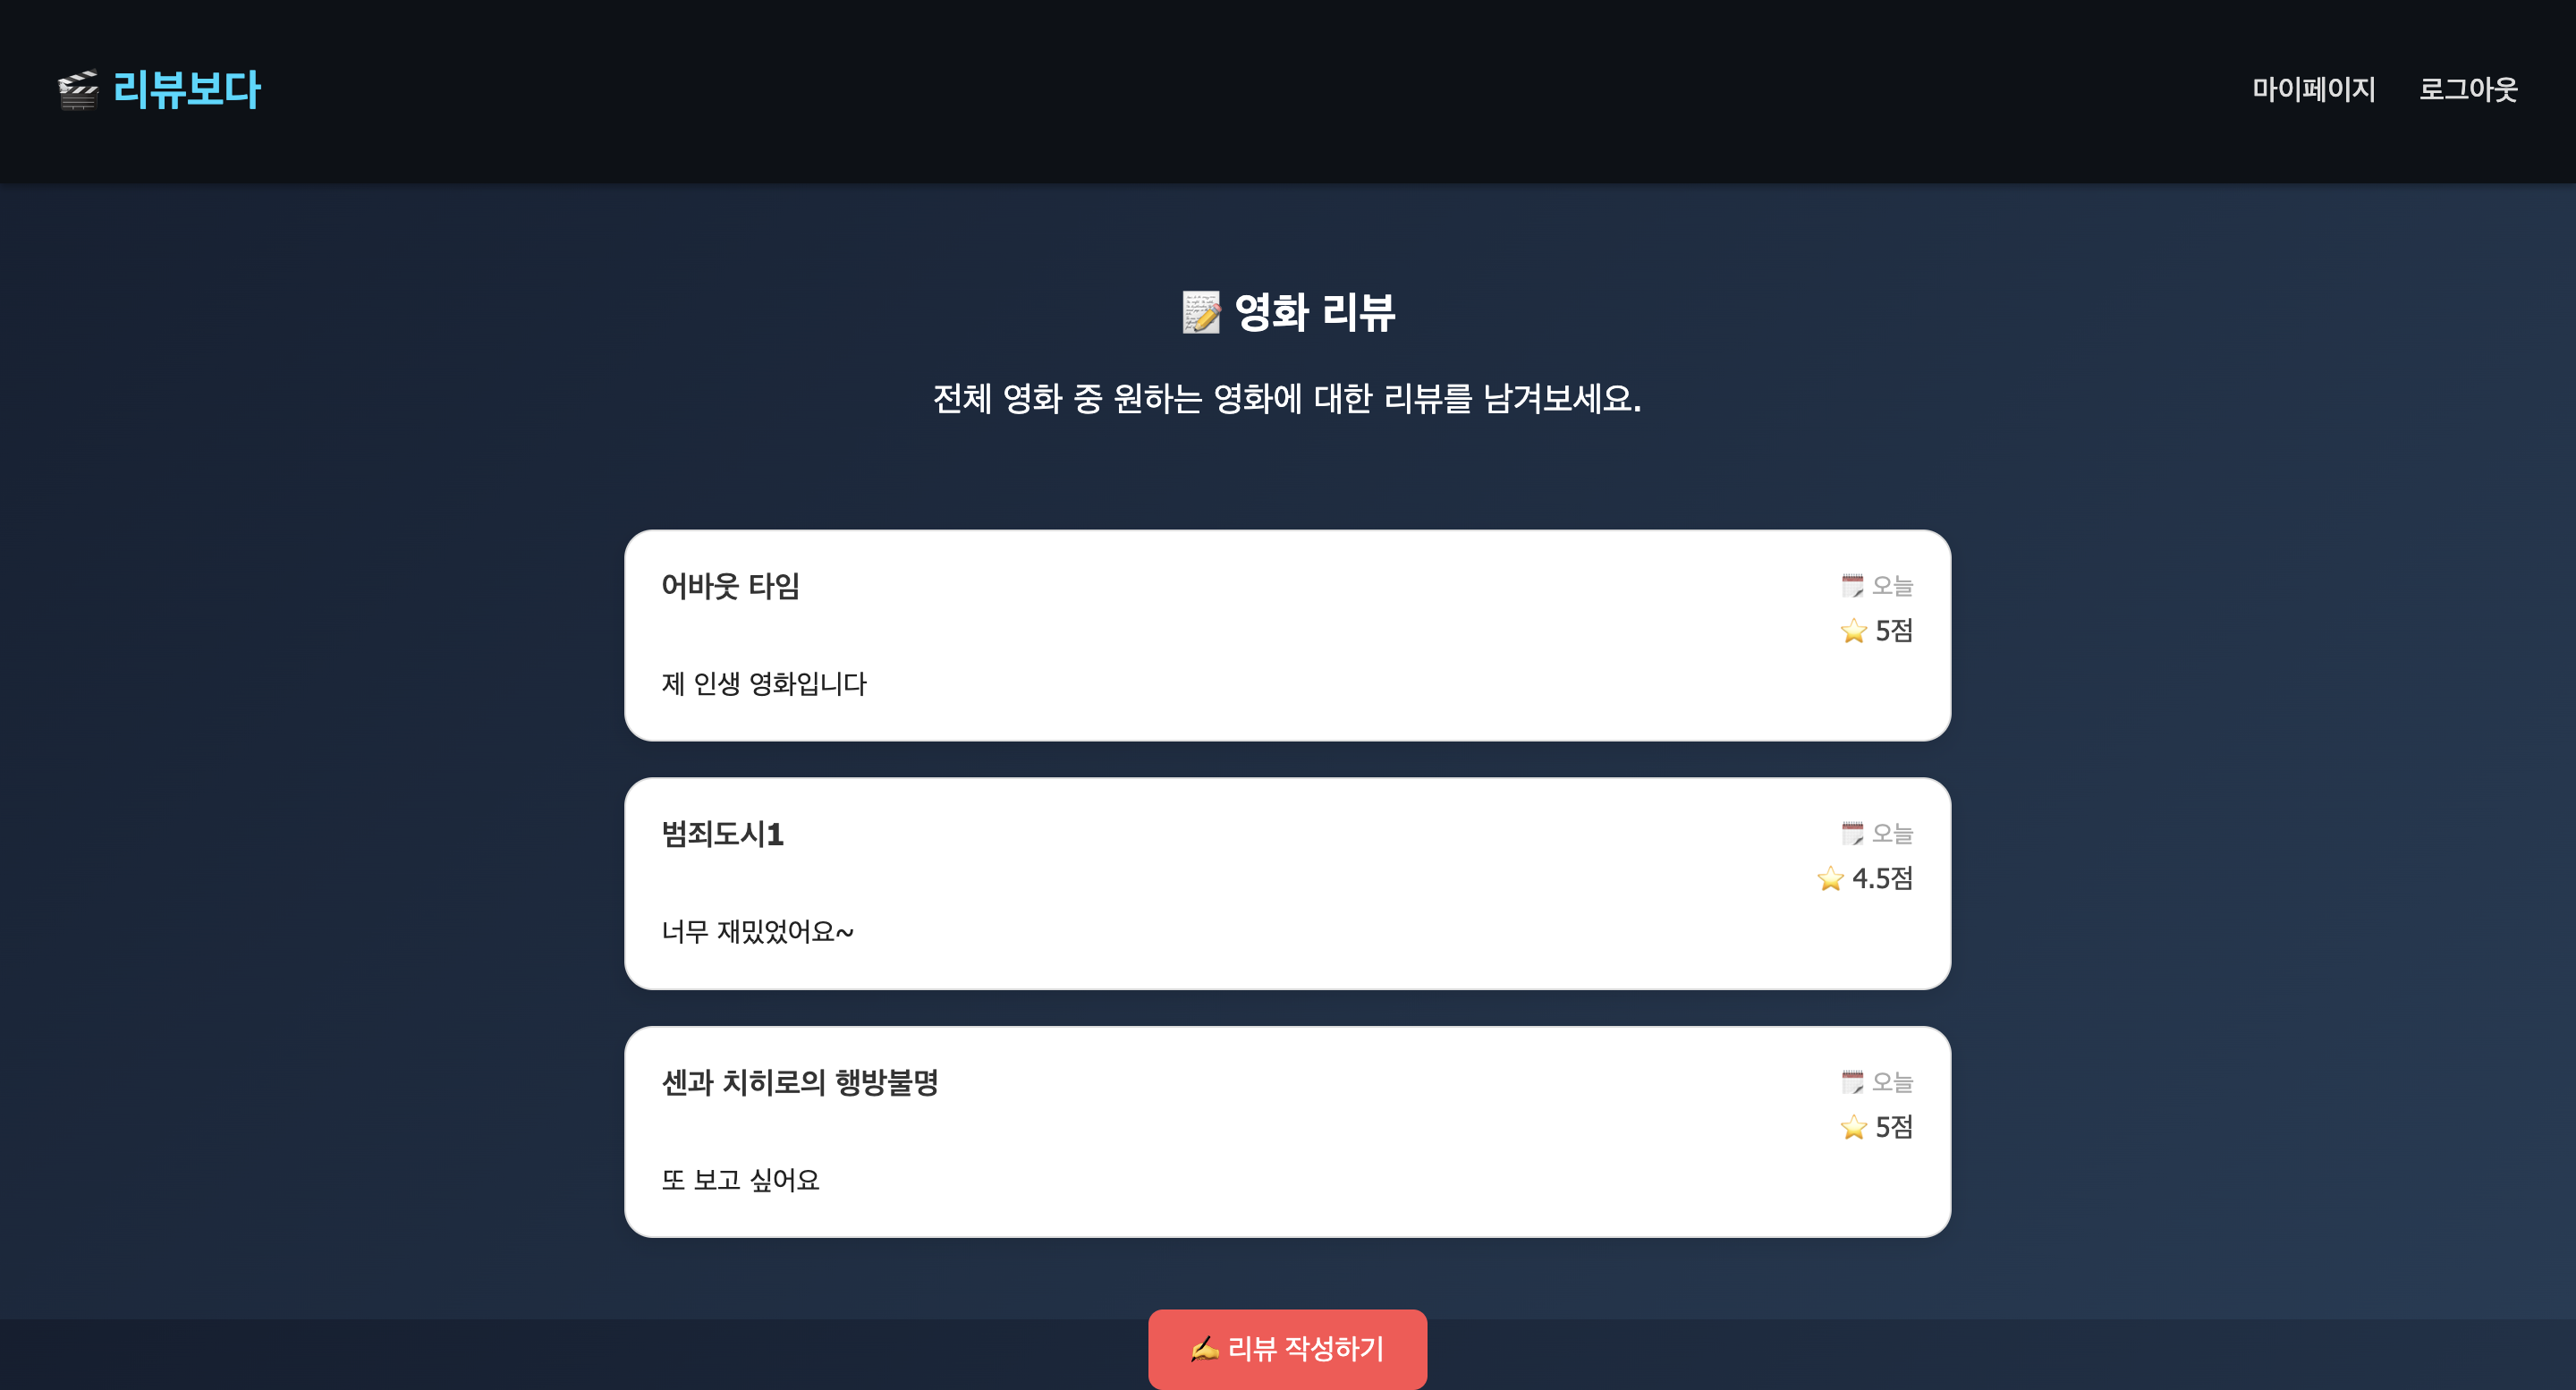 리뷰보다
마이페이지 로그아웃
영화 리뷰
전체 영화 중 원하는 영화에 대한 리뷰를 남겨보세요.
어바웃 타임
오늘
5점
제 인생 영화입니다
범죄도시1
오늘
4.5점
너무 재밌었어요~
센과 치히로의 행방불명
오늘
5점
또 보고 싶어요
리뷰 작성하기